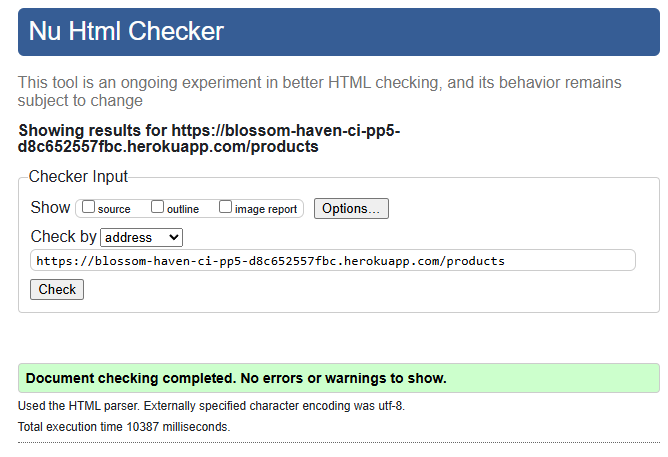 Nu Html Checker
This tool is an ongoing experiment in better HTML checking, and its behavior remains
subject to change
Showing results for https://blossom-haven-ci-pp5-
d8c652557fbc.herokuapp.com/products
Checker Input
Show source outline image report Options...
Check by address
https://blossom-haven-ci-pp5-d8c652557fbc.herokuapp.com/products
Check
Document checking completed. No errors or warnings to show.
Used the HTML parser. Externally specified character encoding was utf-8.
Total execution time 10387 milliseconds.